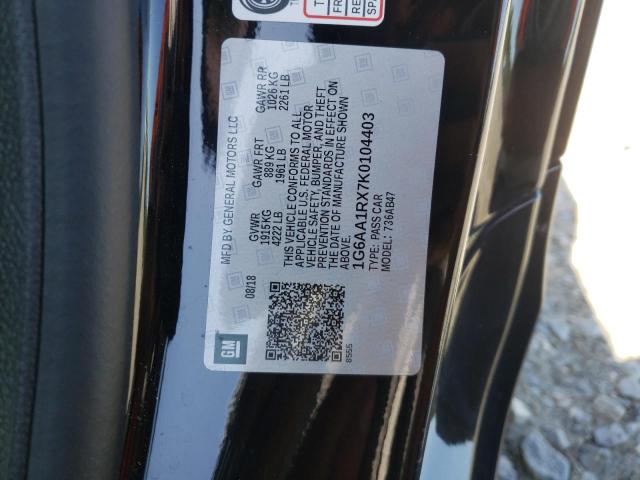 MFD BY GENERAL MOTORS LLC
08/18 GVWR GAWR FRT GAWR RR
1915 KG 889 KG 1026 KG
4222 LB 1961 LB 2261 LB
THIS VEHICLE CONFORMS TO ALL
APPLICABLE U.S. FEDERAL MOTOR
VEHICLE SAFETY, BUMPER, AND THEFT
PREVENTION STANDARDS IN EFFECT ON
THE DATE OF MANUFACTURE SHOWN
ABOVE.
1G6AA1RX7K0104403
TYPE: PASS CAR
MODEL: 736AB47
8555
GM